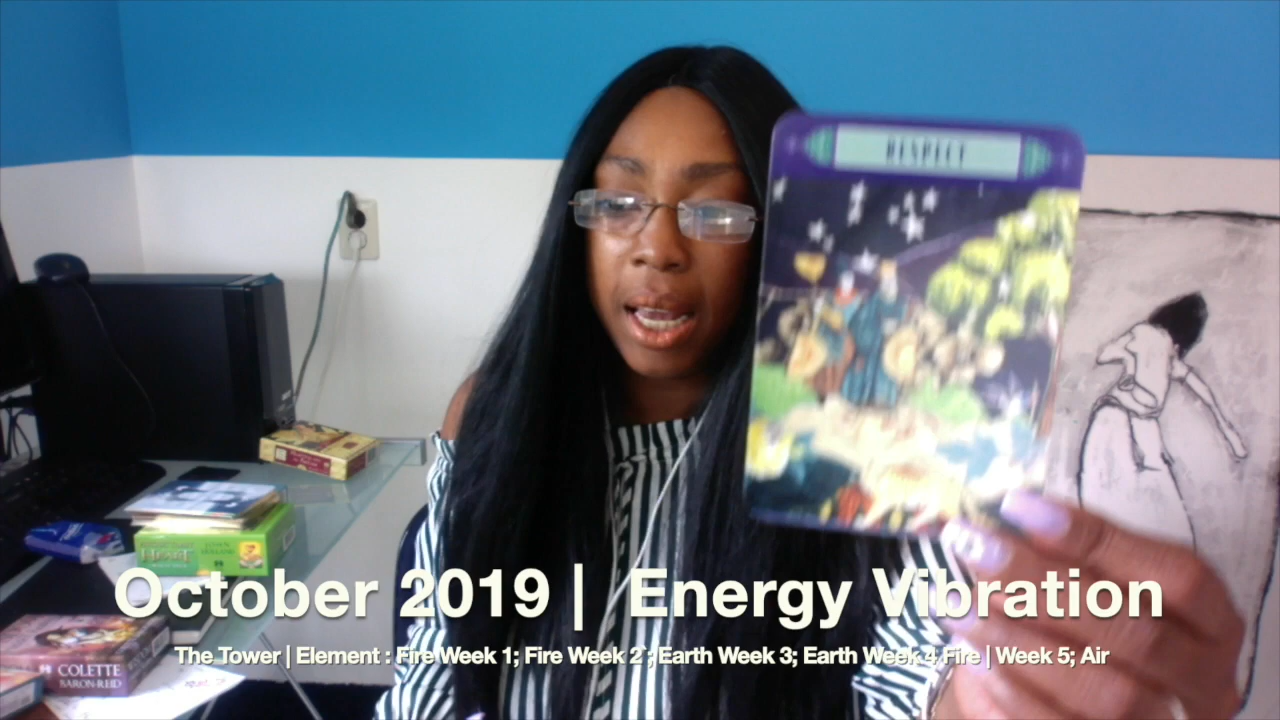 RESPECT
COLETTE
BARON-REID
October 2019 | Energy Vibration
The Tower | Element : Fire Week 1; Fire Week 2 ; Earth Week 3; Earth Week 4 Fire | Week 5; Air